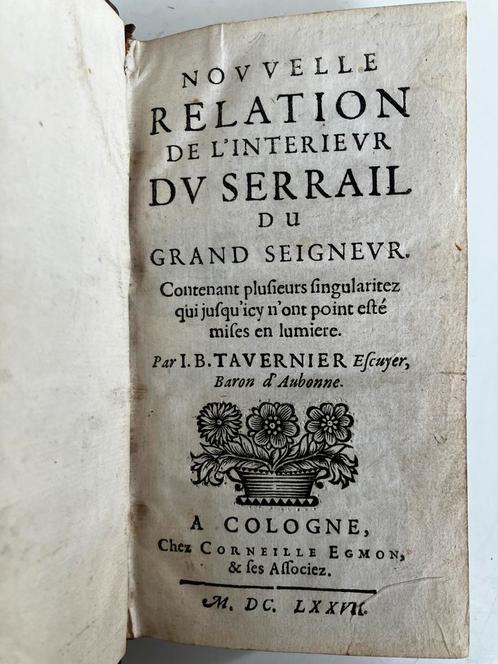 NOVVELLE
RELATION
DE L'INTERIEVR
DV SERRAIL
DU
GRAND SEIGNEVR.
Contenant pluſieurs ſingularitez
qui juſqu'icy n'ont point eſté
miſes en lumiere.
Par I. B. TAVERNIER Eſcuyer,
Baron d'Aubonne.
A COLOGNE,
Chez CORNEILLE EGMON,
& ſes Aſſociez.
M. DC. LXXVII.